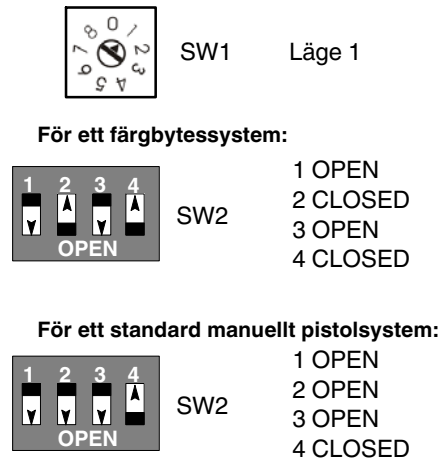 0 1 2 3 4 5 6 7 8
SW1 Läge 1
För ett färgbytessystem:
1 2 3 4
OPEN
SW2
1 OPEN
2 CLOSED
3 OPEN
4 CLOSED
För ett standard manuellt pistolsystem:
1 2 3 4
OPEN
SW2
1 OPEN
2 OPEN
3 OPEN
4 CLOSED